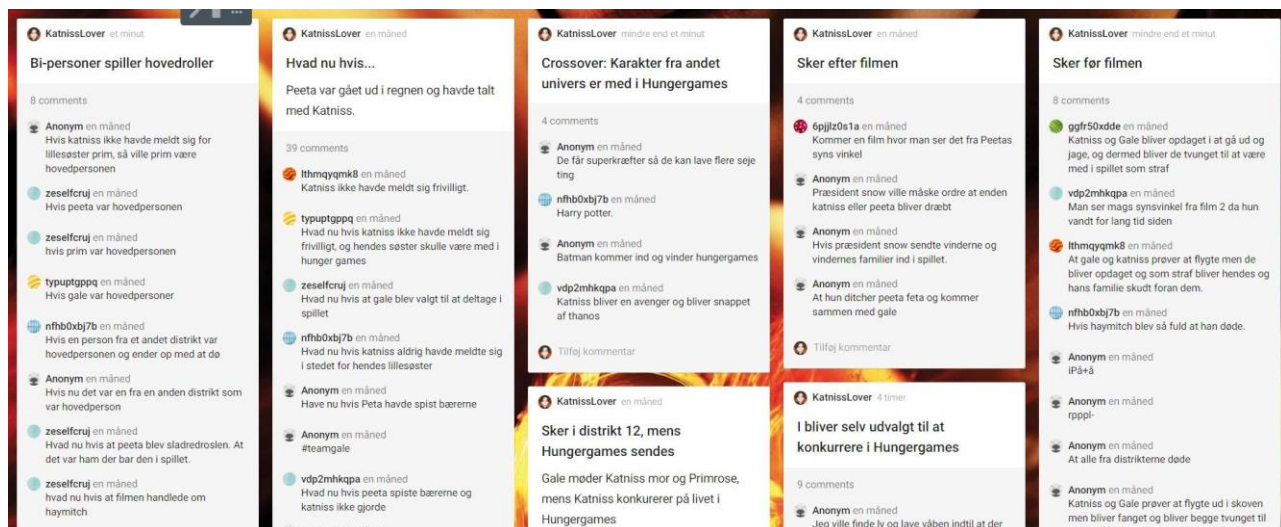 KatnissLover et minut
Bi-personer spiller hovedroller
8 comments
Anonym en måned
Hvis katniss ikke havde meldt sig for
lillesøster prim, så ville prim være
hovedpersonen
zeselfcruj en måned
Hvis peeta var hovedpersonen
zeselfcruj en måned
hvis prim var hovedpersonen
typuptgppq en måned
Hvis gale var hovedpersoner
nfhb0xbj7b en måned
Hvis en person fra et andet distrikt var
hovedpersonen og ender op med at dø
Anonym en måned
Hvis nu det var en fra en anden distrikt som
var hovedperson
zeselfcruj en måned
Hvad nu hvis at peeta blev sladredroslen. At
det var ham der bar den i spillet.
zeselfcruj en måned
hvad nu hvis at filmen handlede om
haymitch
KatnissLover en måned
Hvad nu hvis...
Peeta var gået ud i regnen og havde talt
med Katniss.
39 comments
lthmqyqmk8 en måned
Katniss ikke havde meldt sig frivilligt.
typuptgppq en måned
Hvad nu hvis katniss ikke havde meldt sig
frivilligt, og hendes søster skulle være med i
hunger games
zeselfcruj en måned
Hvad nu hvis at gale blev valgt til at deltage i
spillet
nfhb0xbj7b en måned
Hvad nu hvis katniss aldrig havde meldte sig
i stedet for hendes lillesøster
Anonym en måned
Have nu hvis Peta havde spist bærerne
Anonym en måned
#teamgale
vdp2mhkqpa en måned
Hvad nu hvis peeta spiste bærerne og
katniss ikke gjorde
KatnissLover mindre end et minut
Crossover: Karakter fra andet
univers er med i Hungergames
4 comments
Anonym en måned
De får superkræfter så de kan lave flere seje
ting
nfhb0xbj7b en måned
Harry potter.
Anonym en måned
Batman kommer ind og vinder hungergames
vdp2mhkqpa en måned
Katniss bliver en avenger og bliver snappet
af thanos
Tilføj kommentar
KatnissLover en måned
Sker i distrikt 12, mens
Hungergames sendes
Gale møder Katniss mor og Primrose,
mens Katniss konkurerer på livet i
Hungergames
KatnissLover en måned
Sker efter filmen
4 comments
6pjjlz0s1a en måned
Kommer en film hvor man ser det fra Peetas
syns vinkel
Anonym en måned
Præsident snow ville måske ordre at enden
katniss eller peeta bliver dræbt
Anonym en måned
Hvis præsident snow sendte vinderne og
vindernes familier ind i spillet.
Anonym en måned
At hun ditcher peeta feta og kommer
sammen med gale
Tilføj kommentar
KatnissLover 4 timer
I bliver selv udvalgt til at
konkurrere i Hungergames
9 comments
Anonym en måned
Jeg ville finde ly og lave våben indtil at der
KatnissLover mindre end et minut
Sker før filmen
8 comments
ggfr50xdde en måned
Katniss og Gale bliver opdaget i at gå ud og
jage, og dermed bliver de tvunget til at være
med i spillet som straf
vdp2mhkqpa en måned
Man ser mags synsvinkel fra film 2 da hun
vandt for lang tid siden
lthmqyqmk8 en måned
At gale og katniss prøver at flygte men de
bliver opdaget og som straf bliver hendes og
hans familie skudt foran dem.
nfhb0xbj7b en måned
Hvis haymitch blev så fuld at han døde.
Anonym en måned
iPå+å
Anonym en måned
rpppl-
Anonym en måned
At alle fra distrikterne døde
Anonym en måned
Katniss og Gale prøver at flygte ud i skoven
men bliver fanget og bliver begge tvunget til